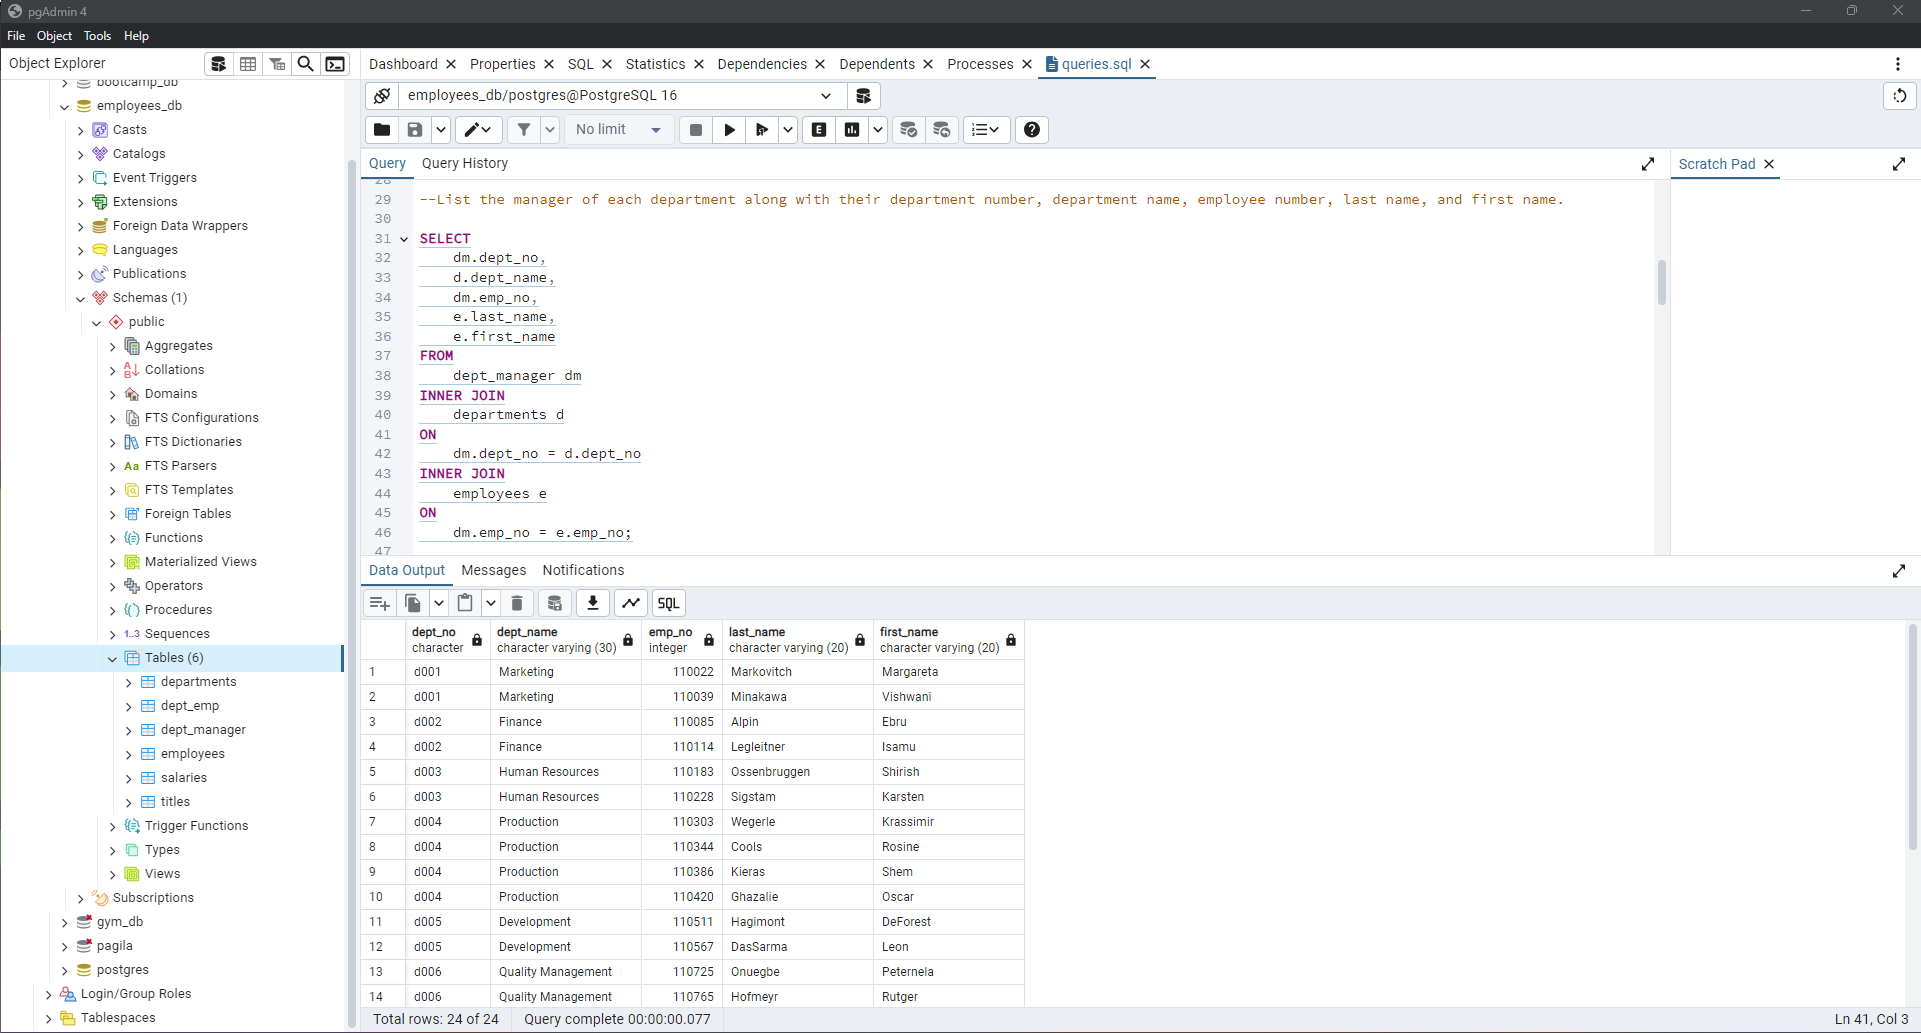 pgAdmin 4
File Object Tools Help
Object Explorer
Dashboard Properties SQL Statistics Dependencies Dependents Processes queries.sql
bootcamp_db
employees_db
Casts
Catalogs
Event Triggers
Extensions
Foreign Data Wrappers
Languages
Publications
Schemas (1)
public
Aggregates
Collations
Domains
FTS Configurations
FTS Dictionaries
Aa FTS Parsers
FTS Templates
Foreign Tables
Functions
Materialized Views
Operators
Procedures
1..3 Sequences
Tables (6)
departments
dept_emp
dept_manager
employees
salaries
titles
Trigger Functions
Types
Views
Subscriptions
gym_db
pagila
postgres
Login/Group Roles
Tablespaces
employees_db/postgres@PostgreSQL 16
No limit
E
Query Query History
Scratch Pad
28
29 --List the manager of each department along with their department number, department name, employee number, last name, and first name.
30
31 SELECT
32 dm.dept_no,
33 d.dept_name,
34 dm.emp_no,
35 e.last_name,
36 e.first_name
37 FROM
38 dept_manager dm
39 INNER JOIN
40 departments d
41 ON
42 dm.dept_no = d.dept_no
43 INNER JOIN
44 employees e
45 ON
46 dm.emp_no = e.emp_no;
47
Data Output Messages Notifications
SQL
dept_no dept_name emp_no last_name first_name
character character varying (30) integer character varying (20) character varying (20)
1 d001 Marketing 110022 Markovitch Margareta
2 d001 Marketing 110039 Minakawa Vishwani
3 d002 Finance 110085 Alpin Ebru
4 d002 Finance 110114 Legleitner Isamu
5 d003 Human Resources 110183 Ossenbruggen Shirish
6 d003 Human Resources 110228 Sigstam Karsten
7 d004 Production 110303 Wegerle Krassimir
8 d004 Production 110344 Cools Rosine
9 d004 Production 110386 Kieras Shem
10 d004 Production 110420 Ghazalie Oscar
11 d005 Development 110511 Hagimont DeForest
12 d005 Development 110567 DasSarma Leon
13 d006 Quality Management 110725 Onuegbe Peternela
14 d006 Quality Management 110765 Hofmeyr Rutger
Total rows: 24 of 24 Query complete 00:00:00.077
Ln 41, Col 3